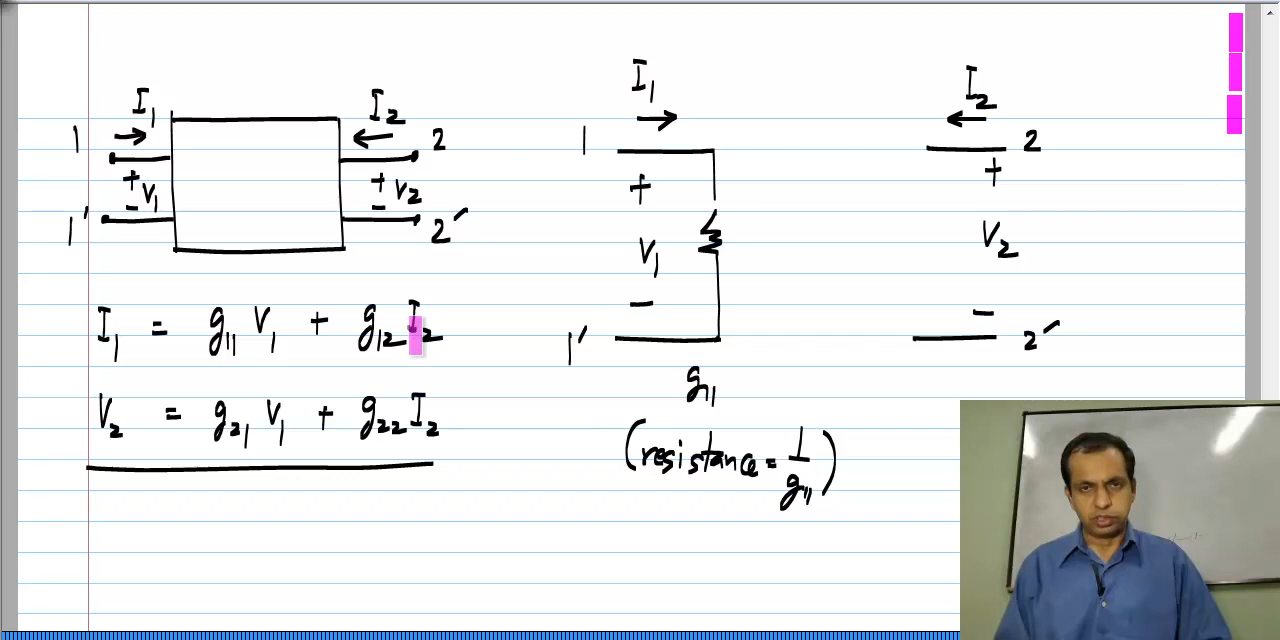 I₁ I₂ I₁ I₂
1 2 1 2
+ + + +
V₁ V₂ V₁ V₂
− − − −
1′ 2′ 1′ 2′
I₁ = g₁₁ V₁ + g₁₂ I₂
V₂ = g₂₁ V₁ + g₂₂ I₂
g₁₁
(resistance = 1/g₁₁)